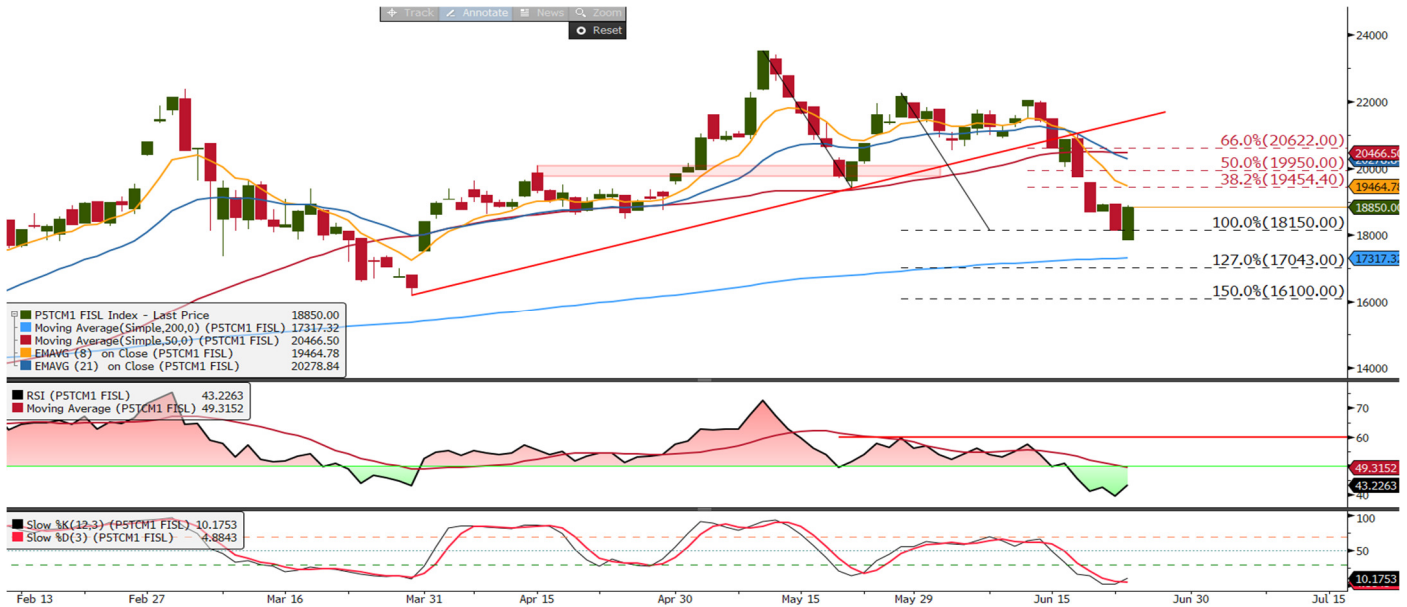 Track Annotate News Zoom
Reset
24000
22000
66.0%(20622.00)
20466.50
50.0%(19950.00)
20000
38.2%(19454.40)
19464.78
18850.00
100.0%(18150.00)
18000
127.0%(17043.00)
17317.32
150.0%(16100.00)
16000
14000
P5TCM1 FISL Index - Last Price 18850.00
Moving Average(Simple,200,0) (P5TCM1 FISL) 17317.32
Moving Average(Simple,50,0) (P5TCM1 FISL) 20466.50
EMAVG (8) on Close (P5TCM1 FISL) 19464.78
EMAVG (21) on Close (P5TCM1 FISL) 20278.84
RSI (P5TCM1 FISL) 43.2263
Moving Average (P5TCM1 FISL) 49.3152
70
60
49.3152
43.2263
40
Slow %K(12,3) (P5TCM1 FISL) 10.1753
Slow %D(3) (P5TCM1 FISL) 4.8843
100
50
10.1753
Feb 13 Feb 27 Mar 16 Mar 31 Apr 15 Apr 30 May 15 May 29 Jun 15 Jun 30 Jul 15